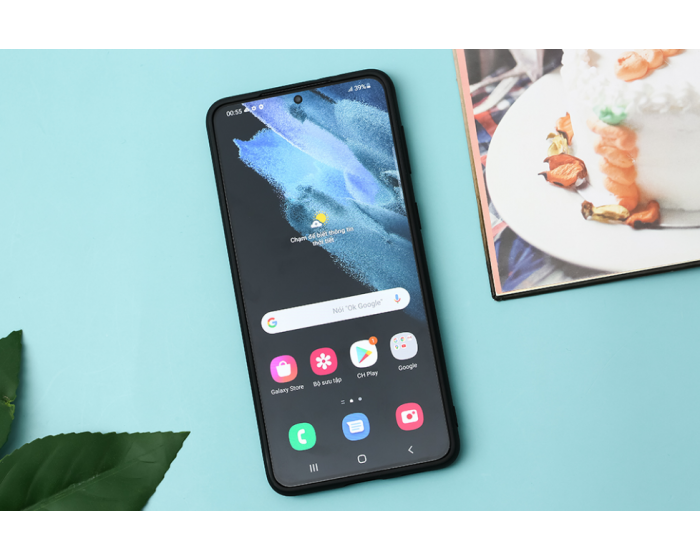 00:55
39%
Chạm để biết thông tin
thời tiết
Nói "Ok Google"
Galaxy Store
Bộ sưu tập
CH Play
Google